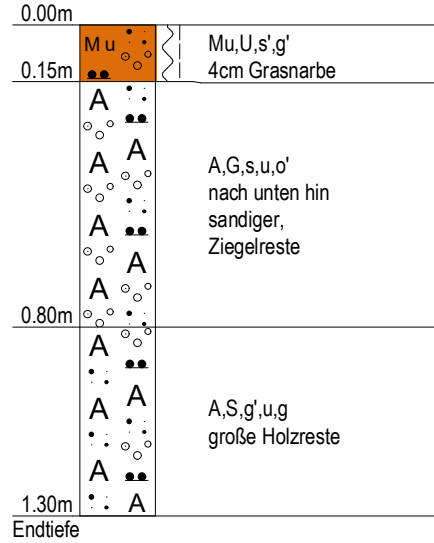 0.00m
Mu
Mu,U,s',g'
4cm Grasnarbe
0.15m
A
A
A
A
A
A
A
A,G,s,u,o'
nach unten hin
sandiger,
Ziegelreste
A
0.80m
A
A
A
A
A
A,S,g',u,g
große Holzreste
1.30m
A
Endtiefe